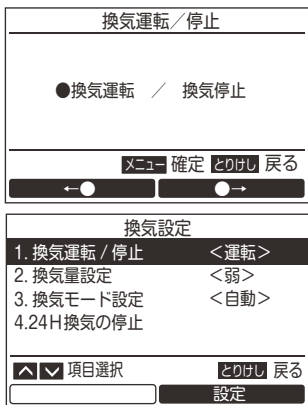 換気運転／停止
●換気運転 ／ 換気停止
メニュー 確定 とりけし 戻る
←● ●→
換気設定
1. 換気運転 / 停止 <運転>
2. 換気量設定 <弱>
3. 換気モード設定 <自動>
4.24H換気の停止
∧ ∨ 項目選択 とりけし 戻る
設定